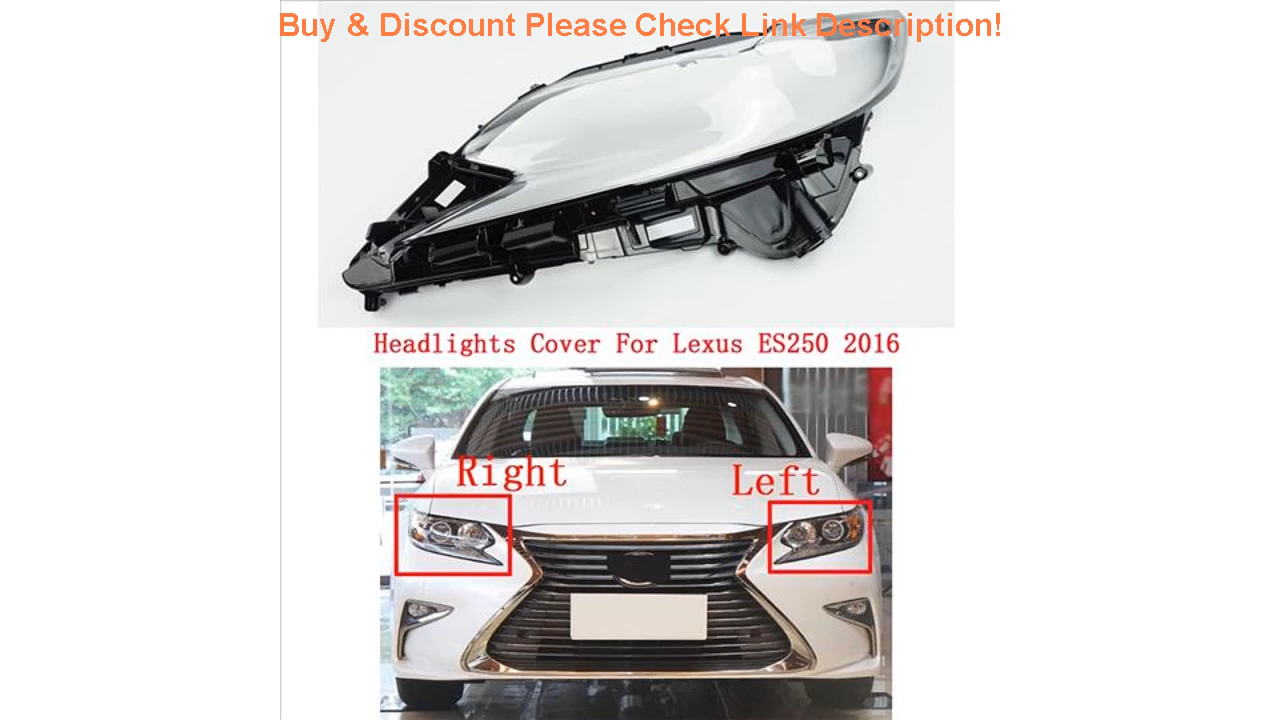 Buy & Discount Please Check Link Description!
Headlights Cover For Lexus ES250 2016
Right
Left